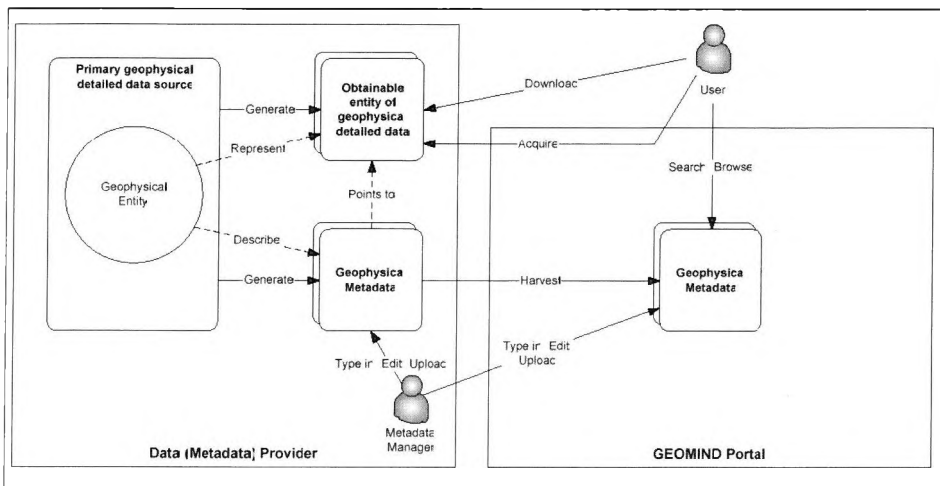 Primary geophysical
detailed data source
Geophysical
Entity
Generate
Represent
Describe
Generate
Obtainable
entity of
geophysica
detailed data
Points to
Geophysica
Metadata
Type in Edit Uploac
Metadata
Manager
Data (Metadata) Provider
Downloac
Acquire
User
Search Browse
Harvest
Geophysica
Metadata
Type in Edit
Uploac
GEOMIND Portal